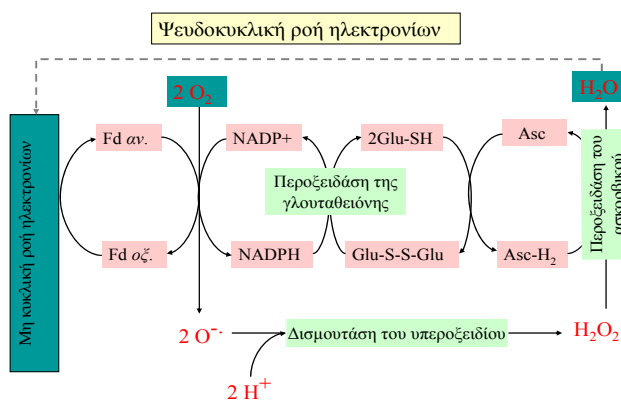 Ψευδοκυκλική ροή ηλεκτρονίων
2 O₂
H₂O
Μη κυκλική ροή ηλεκτρονίων
Fd αν.
NADP+
2Glu-SH
Asc
Περοξειδάση της
γλουταθειόνης
Περοξειδάση του
ασκορβικού
Fd οξ.
NADPH
Glu-S-S-Glu
Asc-H₂
2 O⁻·
Δισμουτάση του υπεροξειδίου
H₂O₂
2 H⁺